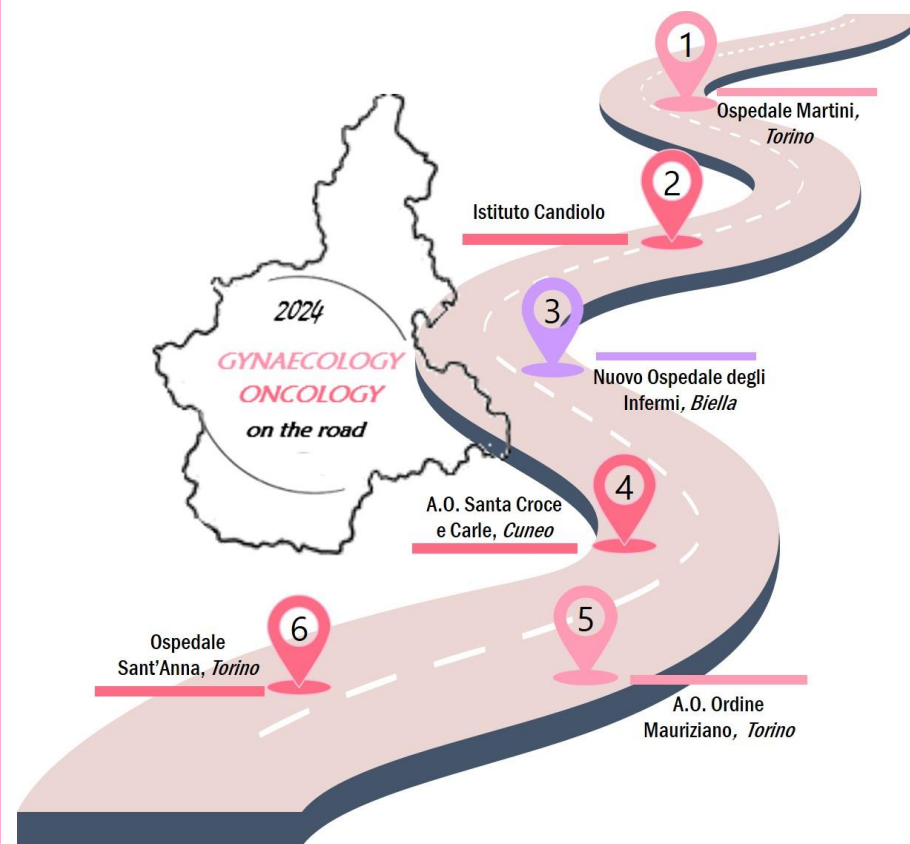 1
Ospedale Martini,
Torino
2
Istituto Candiolo
2024
GYNAECOLOGY
ONCOLOGY
on the road
3
Nuovo Ospedale degli
Infermi, Biella
4
A.O. Santa Croce
e Carle, Cuneo
5
A.O. Ordine
Mauriziano, Torino
6
Ospedale
Sant'Anna, Torino